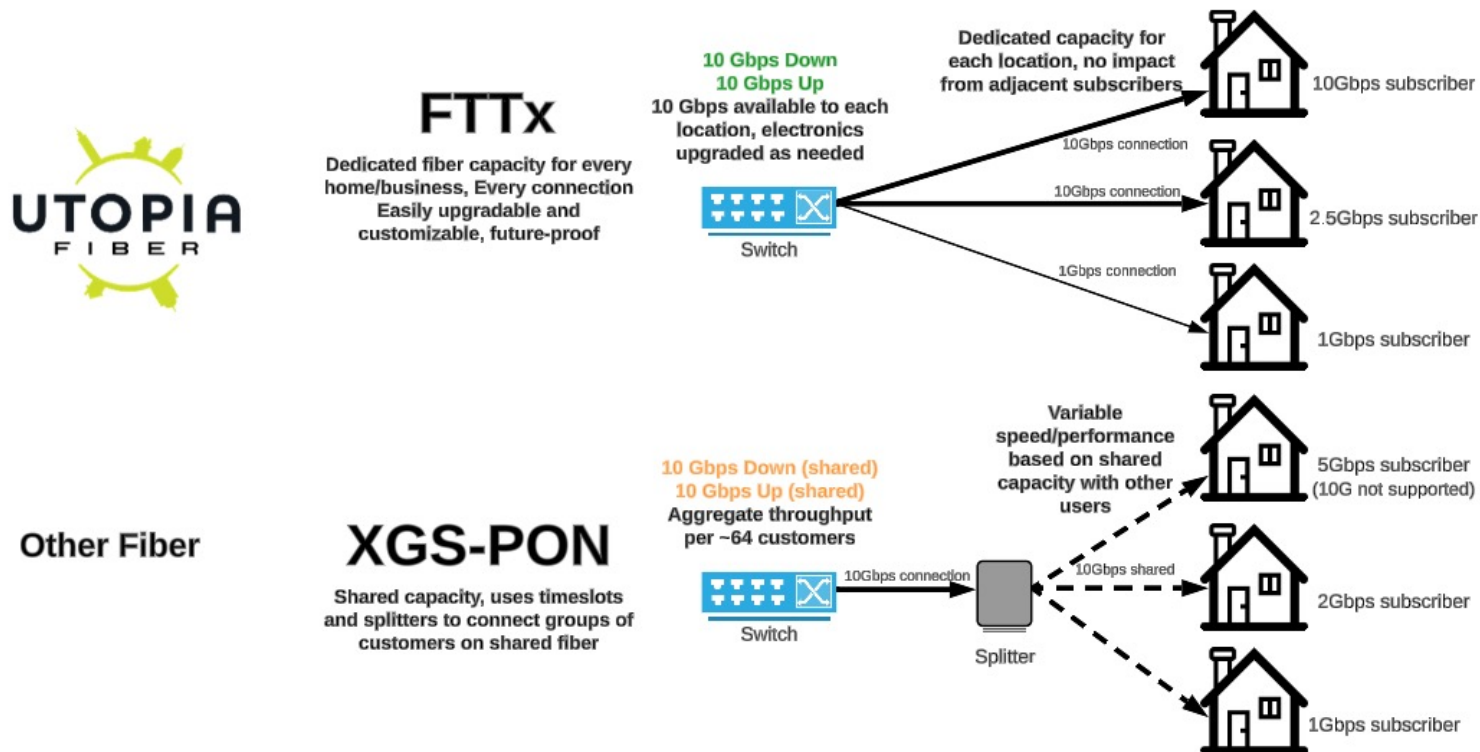 UTOPIA
FIBER
FTTx
Dedicated fiber capacity for every
home/business, Every connection
Easily upgradable and
customizable, future-proof
10 Gbps Down
10 Gbps Up
10 Gbps available to each
location, electronics
upgraded as needed
Switch
Dedicated capacity for
each location, no impact
from adjacent subscribers
10Gbps connection
10Gbps connection
1Gbps connection
10Gbps subscriber
2.5Gbps subscriber
1Gbps subscriber
Other Fiber
XGS-PON
Shared capacity, uses timeslots
and splitters to connect groups of
customers on shared fiber
10 Gbps Down (shared)
10 Gbps Up (shared)
Aggregate throughput
per ~64 customers
Switch
10Gbps connection
Splitter
Variable
speed/performance
based on shared
capacity with other
users
10Gbps shared
5Gbps subscriber
(10G not supported)
2Gbps subscriber
1Gbps subscriber